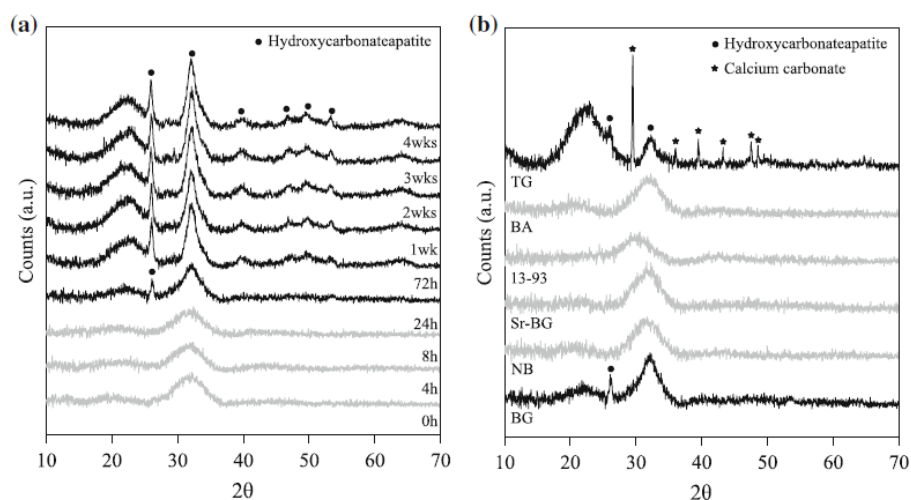 (a)
● Hydroxycarbonateapatite
4wks
3wks
2wks
1wk
72h
24h
8h
4h
0h
Counts (a.u.)
10 20 30 40 50 60 70
2θ
(b)
● Hydroxycarbonateapatite
★ Calcium carbonate
TG
BA
13-93
Sr-BG
NB
BG
Counts (a.u.)
10 20 30 40 50 60 70
2θ